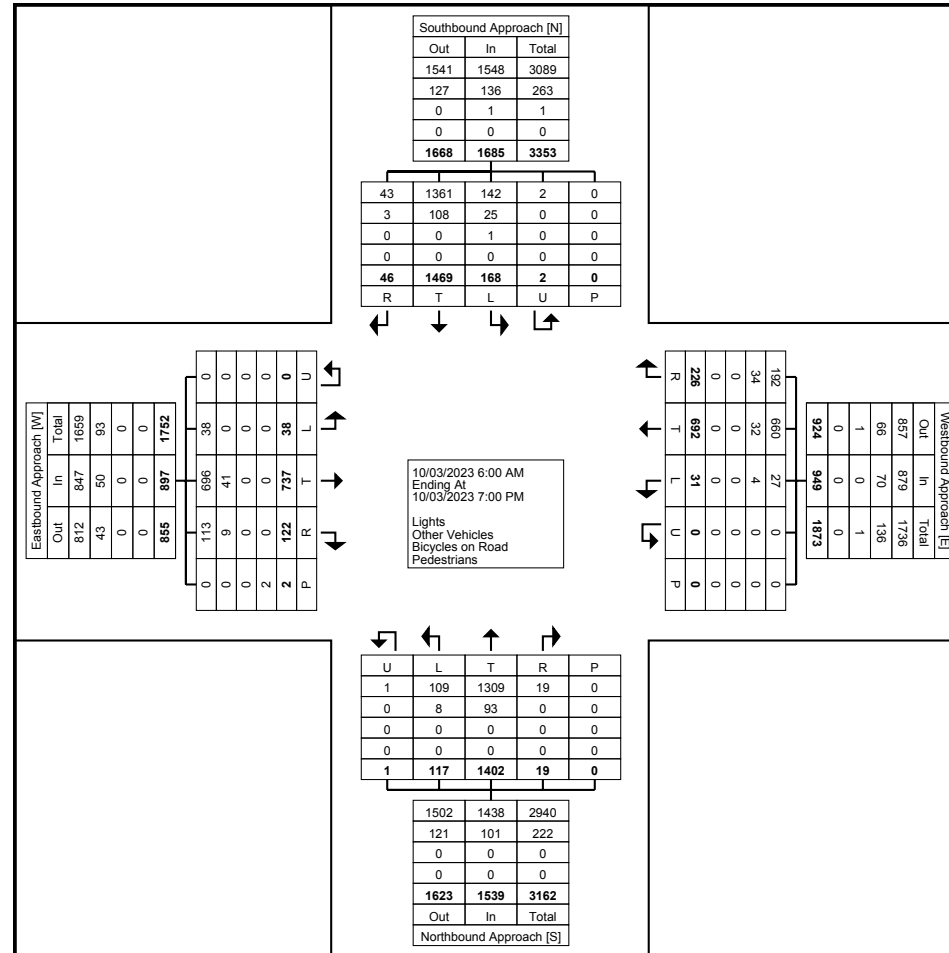 Southbound Approach [N]
Out In Total
1541 1548 3089
127 136 263
0 1 1
0 0 0
1668 1685 3353
43 1361 142 2 0
3 108 25 0 0
0 0 1 0 0
0 0 0 0 0
46 1469 168 2 0
R T L U P
Eastbound Approach [W]
Out In Total
812 847 1659
43 50 93
0 0 0
0 0 0
855 897 1752
0 113 696 38 0
0 9 41 0 0
0 0 0 0 0
2 0 0 0 0
2 122 737 38 0
P R T L U
10/03/2023 6:00 AM
Ending At
10/03/2023 7:00 PM
Lights
Other Vehicles
Bicycles on Road
Pedestrians
Westbound Approach [E]
Out In Total
857 879 1736
66 70 136
1 0 1
0 0 0
924 949 1873
192 660 27 0 0
34 32 4 0 0
0 0 0 0 0
0 0 0 0 0
226 692 31 0 0
R T L U P
U L T R P
1 109 1309 19 0
0 8 93 0 0
0 0 0 0 0
0 0 0 0 0
1 117 1402 19 0
1502 1438 2940
121 101 222
0 0 0
0 0 0
1623 1539 3162
Out In Total
Northbound Approach [S]